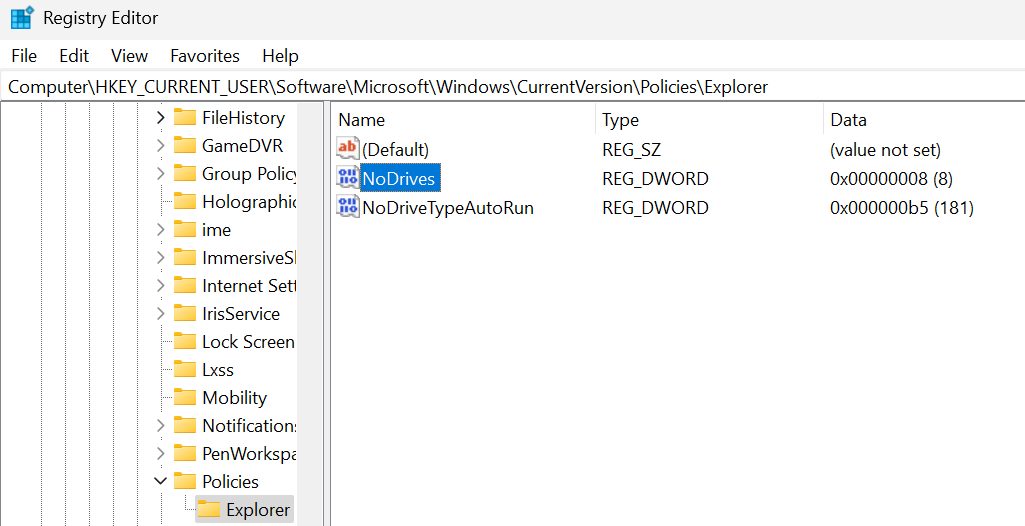 Registry Editor
File Edit View Favorites Help
Computer\HKEY_CURRENT_USER\Software\Microsoft\Windows\CurrentVersion\Policies\Explorer
FileHistory
GameDVR
Group Policy
Holographic
ime
ImmersiveSh
Internet Sett
IrisService
Lock Screen
Lxss
Mobility
Notifications
PenWorkspa
Policies
Explorer
Name Type Data
ab (Default) REG_SZ (value not set)
NoDrives REG_DWORD 0x00000008 (8)
NoDriveTypeAutoRun REG_DWORD 0x000000b5 (181)